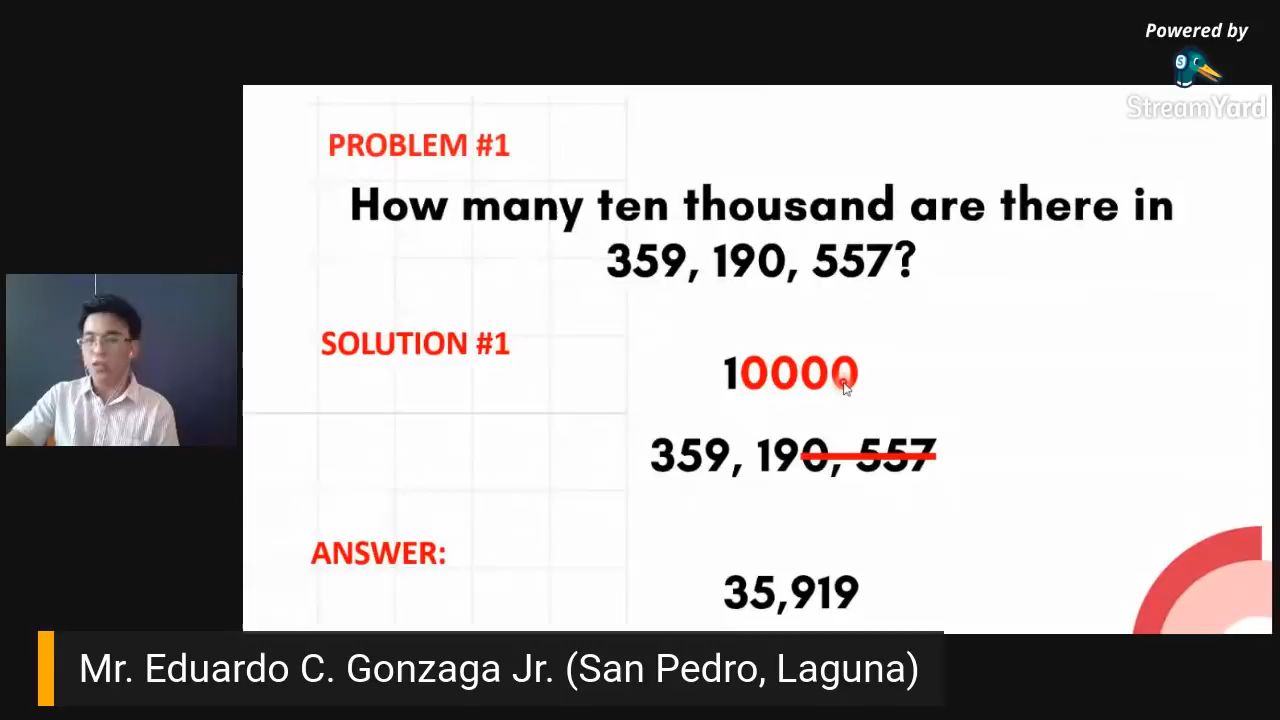 Powered by
StreamYard
PROBLEM #1
How many ten thousand are there in
359, 190, 557?
SOLUTION #1
10000
359, 190, 557
ANSWER:
35,919
Mr. Eduardo C. Gonzaga Jr. (San Pedro, Laguna)